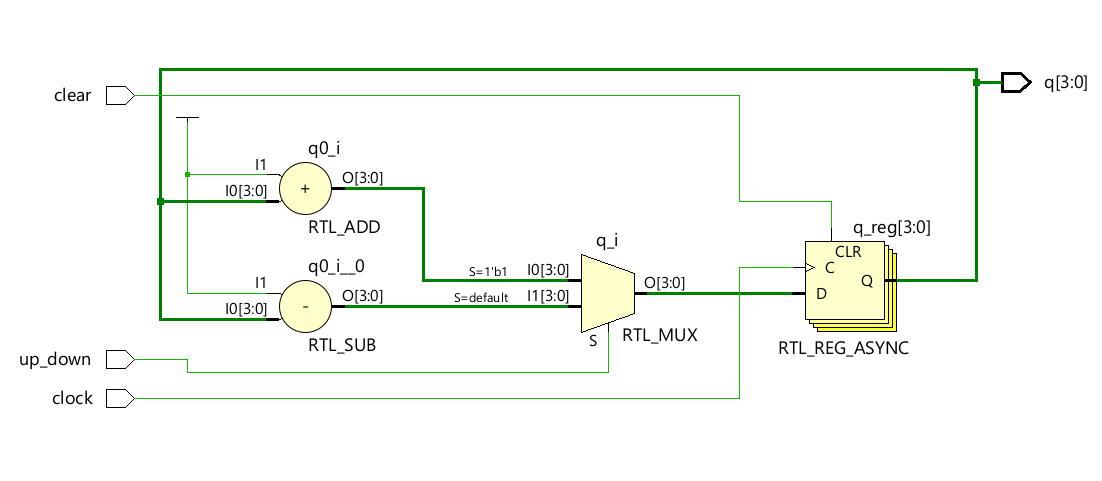 q[3:0]
clear
q0_i
I1
O[3:0]
I0[3:0]
+
RTL_ADD
q_reg[3:0]
q_i
CLR
q0_i__0
S=1'b1
I0[3:0]
C
I1
O[3:0]
S=default
I1[3:0]
O[3:0]
D
Q
I0[3:0]
-
RTL_SUB
S
RTL_MUX
RTL_REG_ASYNC
up_down
clock